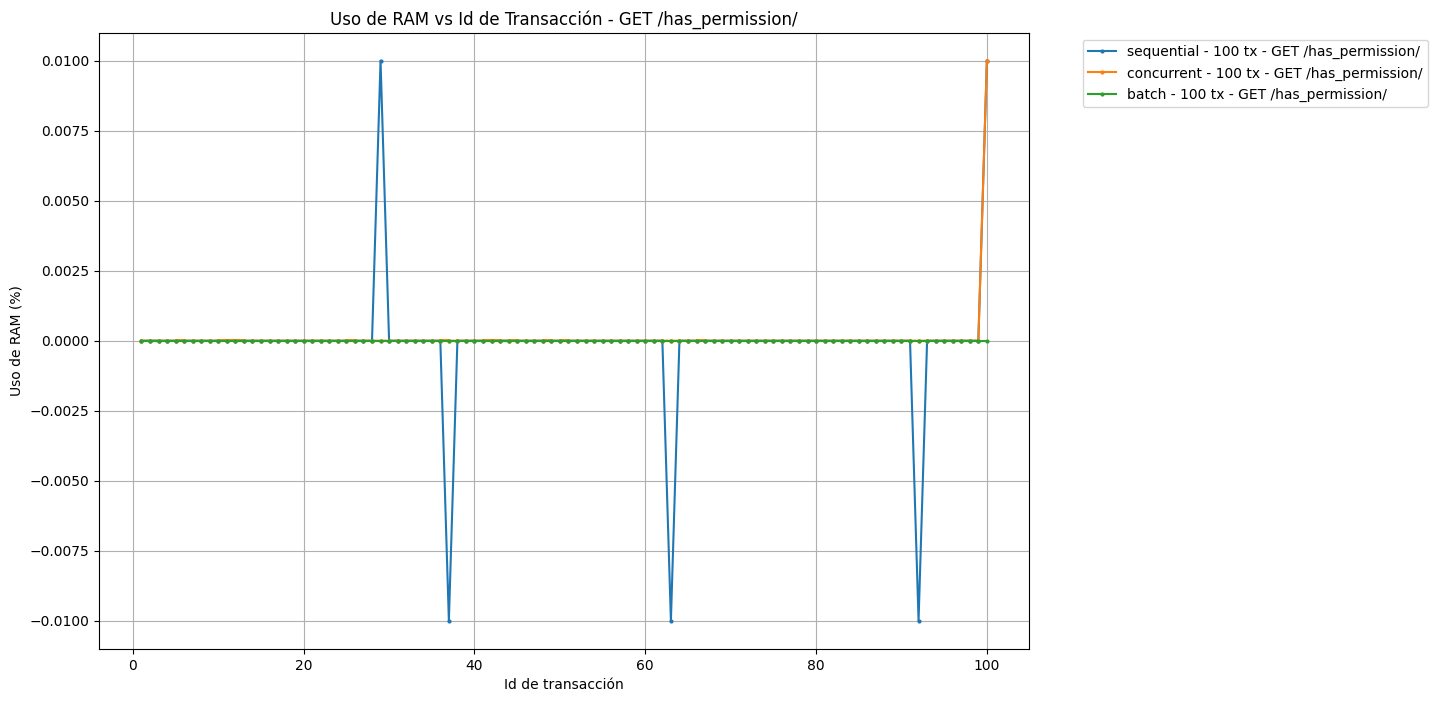 Uso de RAM vs Id de Transacción - GET /has_permission/
sequential - 100 tx - GET /has_permission/
concurrent - 100 tx - GET /has_permission/
batch - 100 tx - GET /has_permission/
Uso de RAM (%)
0.0100
0.0075
0.0050
0.0025
0.0000
−0.0025
−0.0050
−0.0075
−0.0100
0 20 40 60 80 100
Id de transacción